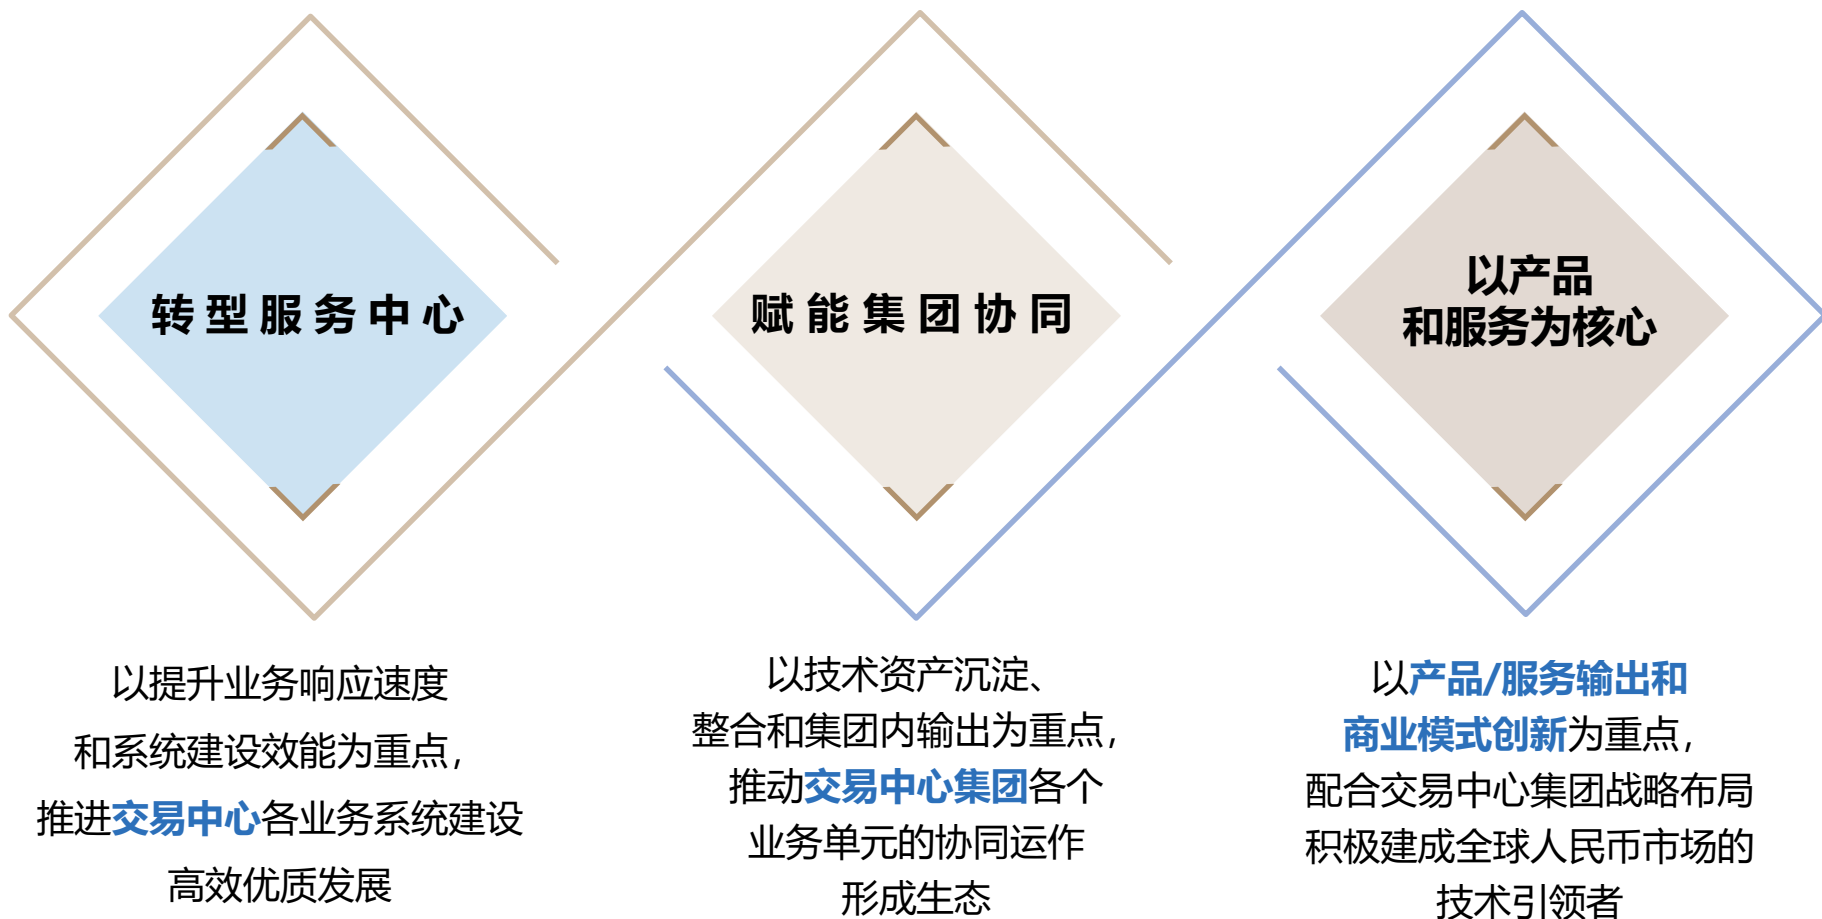 转型服务中心
以提升业务响应速度
和系统建设效能为重点，
推进交易中心各业务系统建设
高效优质发展
赋能集团协同
以技术资产沉淀、
整合和集团内输出为重点，
推动交易中心集团各个
业务单元的协同运作
形成生态
以产品
和服务为核心
以产品/服务输出和
商业模式创新为重点，
配合交易中心集团战略布局
积极建成全球人民币市场的
技术引领者